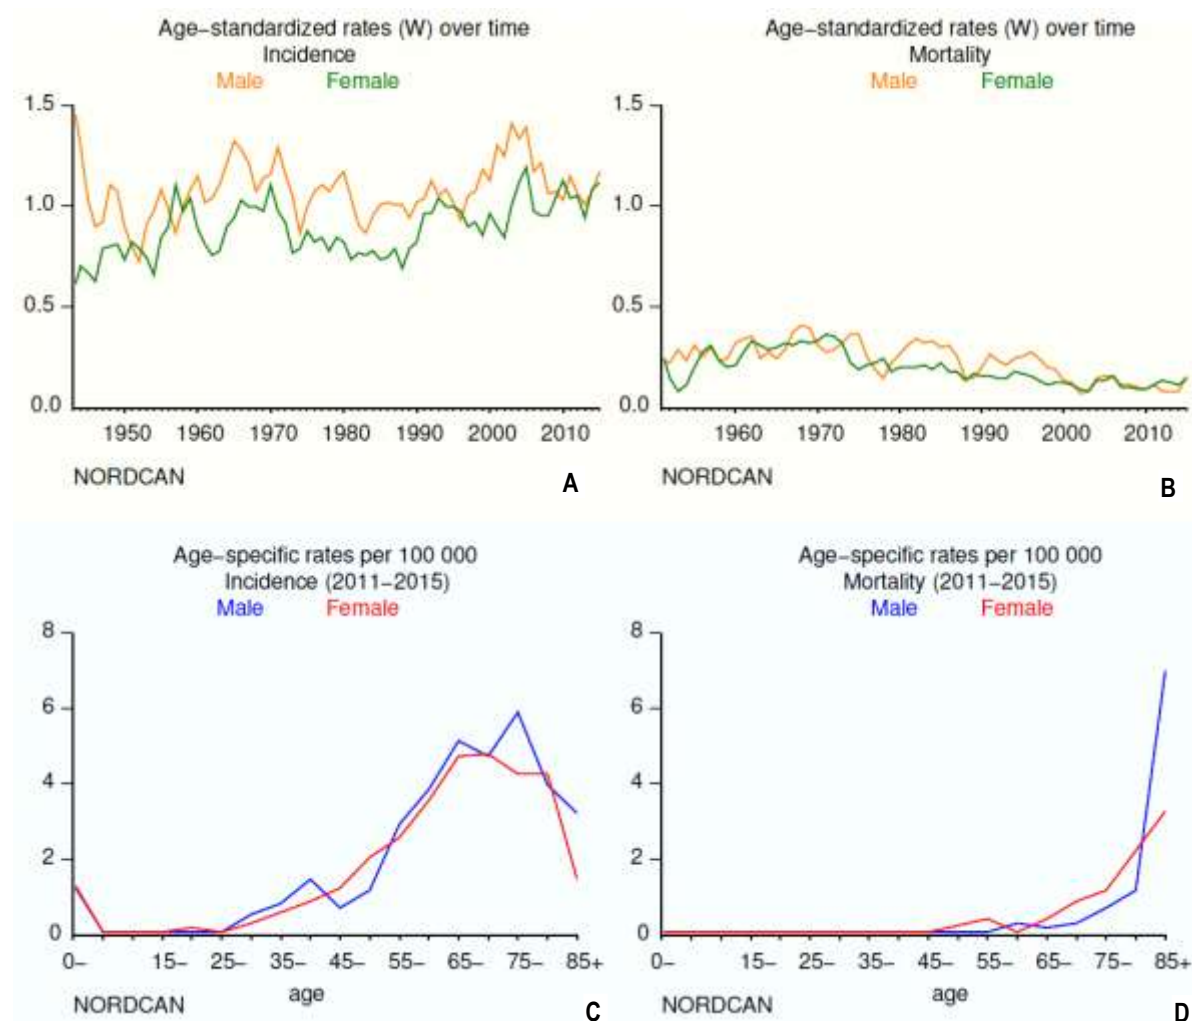 Age–standardized rates (W) over time
Incidence
Male Female
1.5
1.0
0.5
0.0
1950 1960 1970 1980 1990 2000 2010
NORDCAN
A
Age–standardized rates (W) over time
Mortality
Male Female
1.5
1.0
0.5
0.0
1960 1970 1980 1990 2000 2010
NORDCAN
B
Age–specific rates per 100 000
Incidence (2011–2015)
Male Female
8
6
4
2
0
0– 15– 25– 35– 45– 55– 65– 75– 85+
age
NORDCAN
C
Age–specific rates per 100 000
Mortality (2011–2015)
Male Female
8
6
4
2
0
0– 15– 25– 35– 45– 55– 65– 75– 85+
age
NORDCAN
D